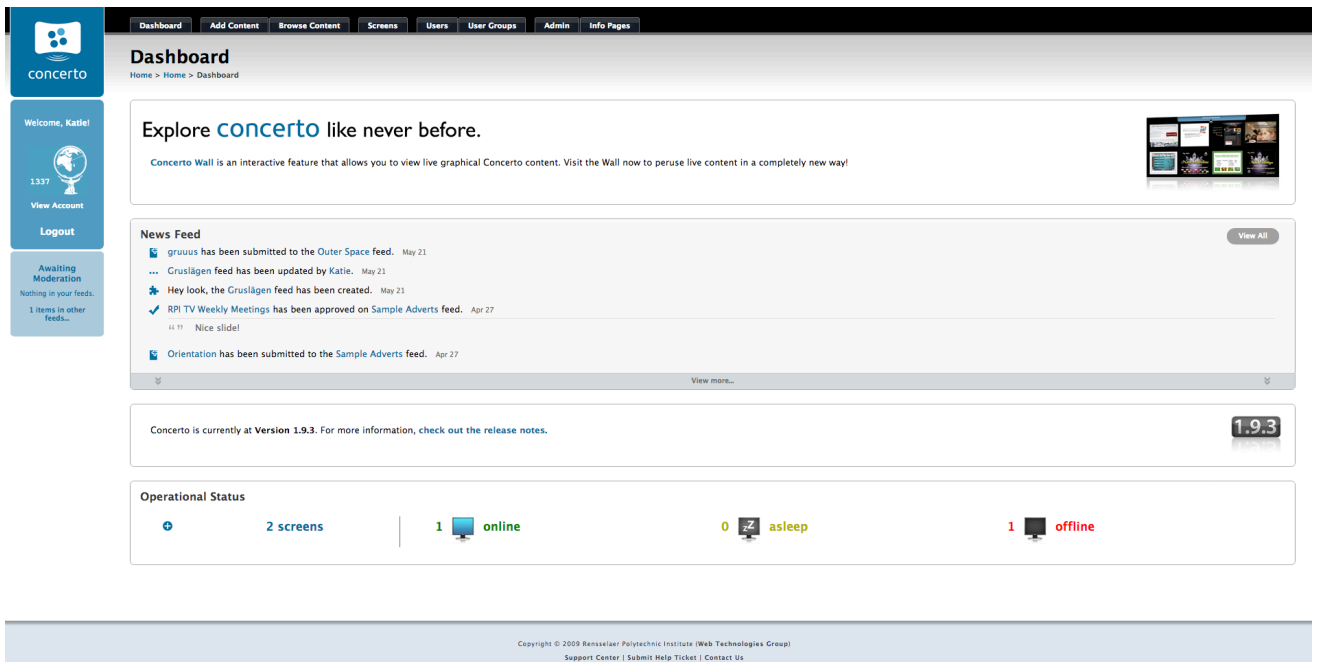 Dashboard Add Content Browse Content Screens Users User Groups Admin Info Pages
concerto
Dashboard
Home > Home > Dashboard
Welcome, Katie!
1337
View Account
Logout
Awaiting
Moderation
Nothing in your feeds.
1 items in other
feeds...
Explore concerto like never before.
Concerto Wall is an interactive feature that allows you to view live graphical Concerto content. Visit the Wall now to peruse live content in a completely new way!
News Feed
View All
gruuus has been submitted to the Outer Space feed. May 21
... Gruslägen feed has been updated by Katie. May 21
Hey look, the Gruslägen feed has been created. May 21
RPI TV Weekly Meetings has been approved on Sample Adverts feed. Apr 27
“ ” Nice slide!
Orientation has been submitted to the Sample Adverts feed. Apr 27
View more...
Concerto is currently at Version 1.9.3. For more information, check out the release notes.
1.9.3
Operational Status
2 screens 1 online 0 zZ asleep 1 offline
Copyright © 2009 Rensselaer Polytechnic Institute (Web Technologies Group)
Support Center | Submit Help Ticket | Contact Us